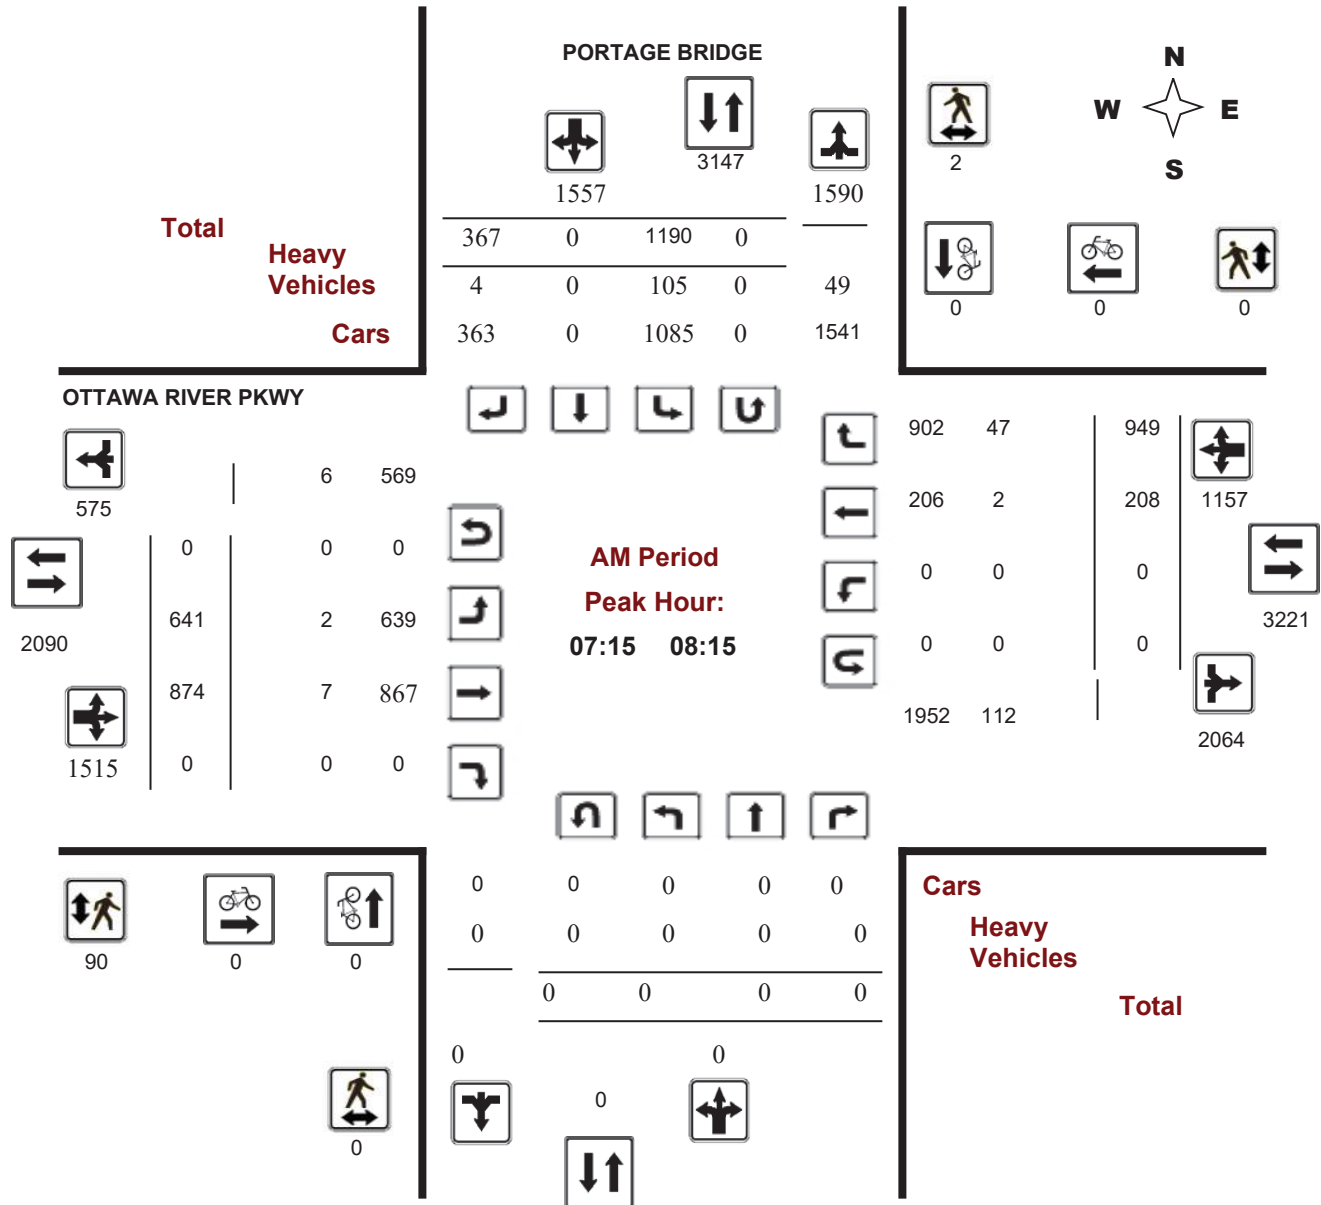 PORTAGE BRIDGE
N
W E
S
3147
2
1557
1590
Total
367 0 1190 0
Heavy
Vehicles
4 0 105 0 49
0 0 0
Cars
363 0 1085 0 1541
OTTAWA RIVER PKWY
902 47 949
6 569
575
206 2 208 1157
0 0 0
AM Period
0 0 0
Peak Hour:
641 2 639
3221
2090
07:15 08:15
0 0 0
874 7 867
1952 112
2064
1515 0 0 0
0 0 0 0 0
Cars
0 0 0 0 0
Heavy
Vehicles
90 0 0
0 0 0 0
Total
0 0
0
0